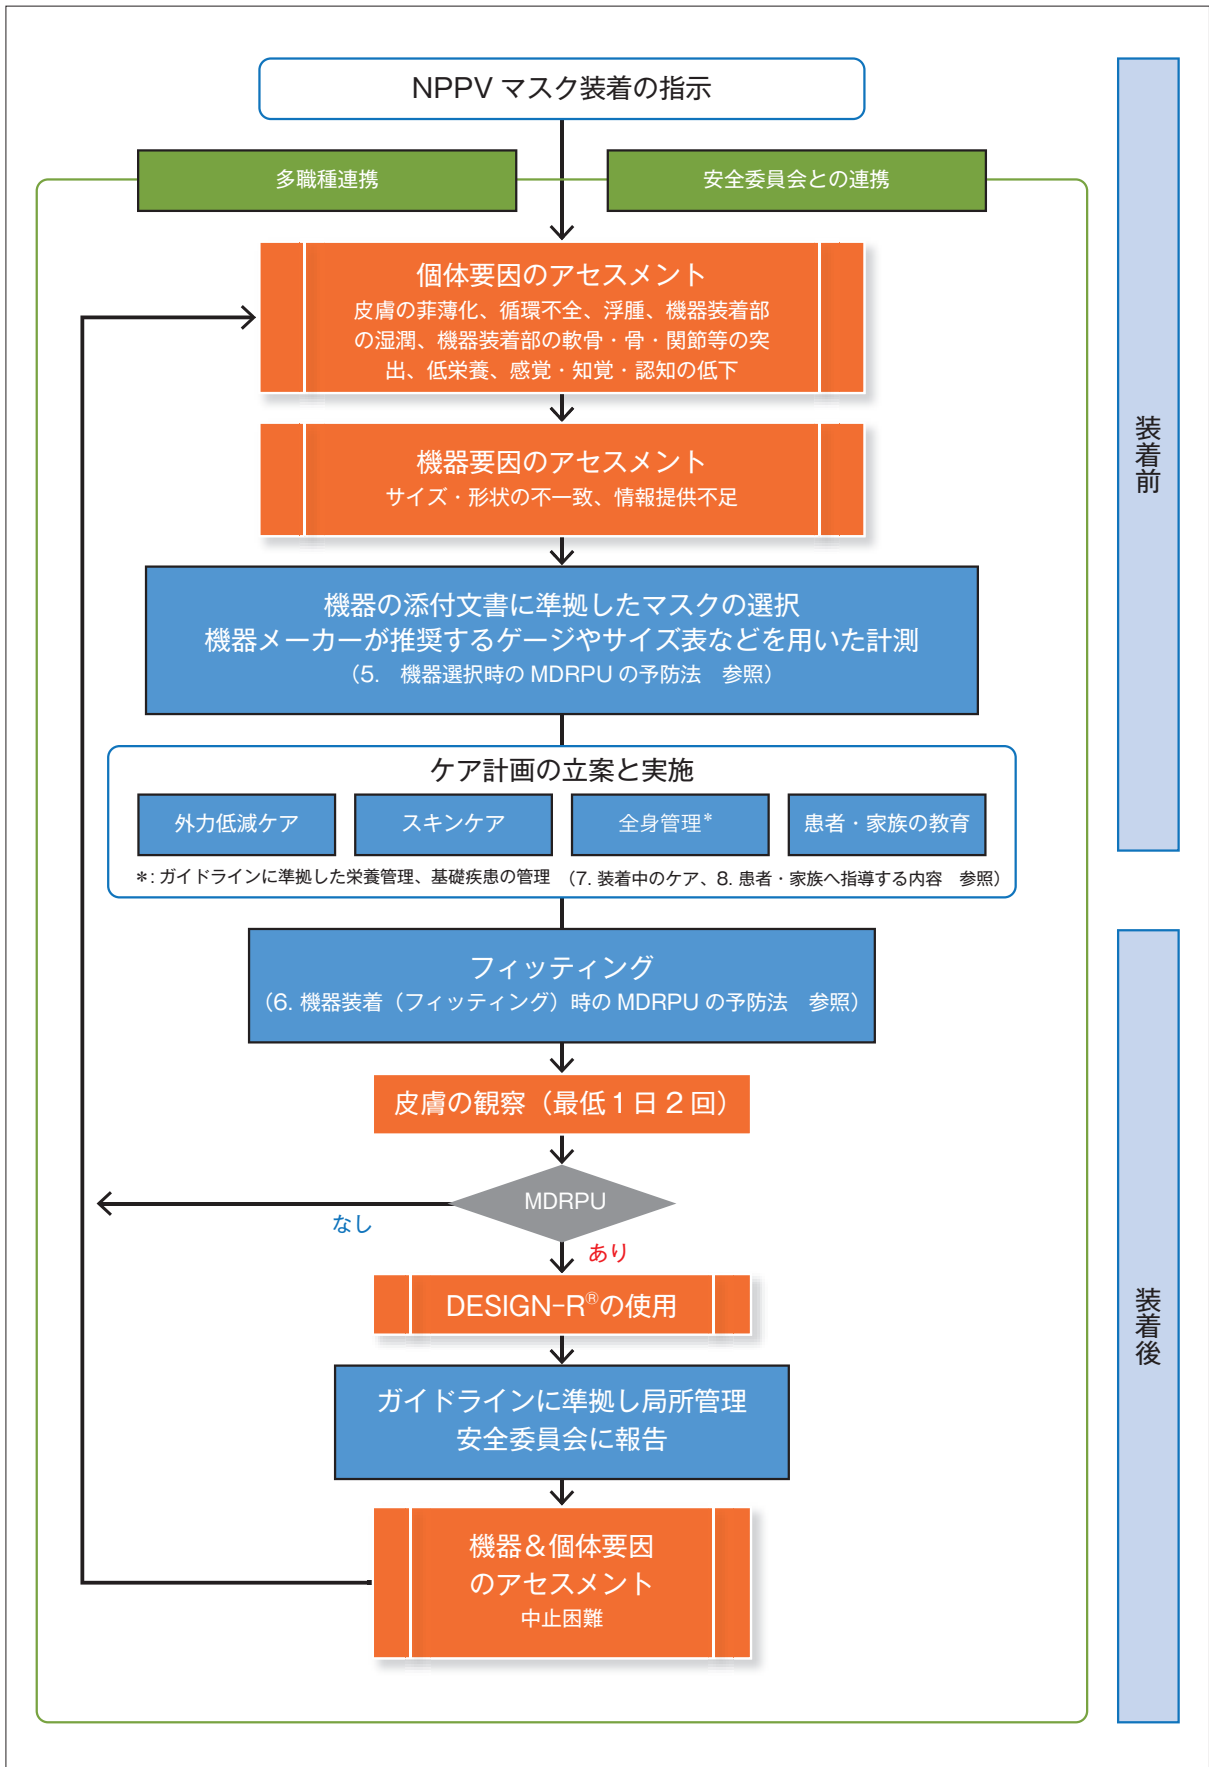 NPPV マスク装着の指示
多職種連携
安全委員会との連携
個体要因のアセスメント
皮膚の菲薄化、循環不全、浮腫、機器装着部
の湿潤、機器装着部の軟骨・骨・関節等の突
出、低栄養、感覚・知覚・認知の低下
機器要因のアセスメント
サイズ・形状の不一致、情報提供不足
機器の添付文書に準拠したマスクの選択
機器メーカーが推奨するゲージやサイズ表などを用いた計測
（5.　機器選択時の MDRPU の予防法　参照）
装着前
ケア計画の立案と実施
外力低減ケア
スキンケア
全身管理*
患者・家族の教育
*：ガイドラインに準拠した栄養管理、基礎疾患の管理
（7. 装着中のケア、8. 患者・家族へ指導する内容　参照）
フィッティング
（6. 機器装着（フィッティング）時の MDRPU の予防法　参照）
皮膚の観察（最低 1 日 2 回）
MDRPU
なし
あり
DESIGN-R®の使用
ガイドラインに準拠し局所管理
安全委員会に報告
機器＆個体要因
のアセスメント
中止困難
装着後